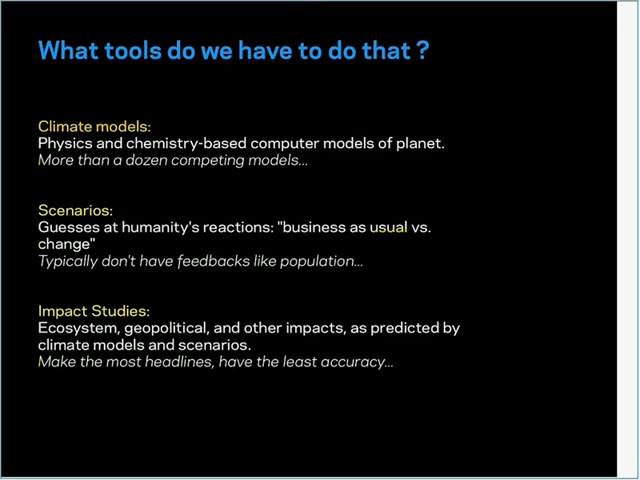 What tools do we have to do that ?
Climate models:
Physics and chemistry-based computer models of planet.
More than a dozen competing models...
Scenarios:
Guesses at humanity's reactions: "business as usual vs.
change"
Typically don't have feedbacks like population...
Impact Studies:
Ecosystem, geopolitical, and other impacts, as predicted by
climate models and scenarios.
Make the most headlines, have the least accuracy...